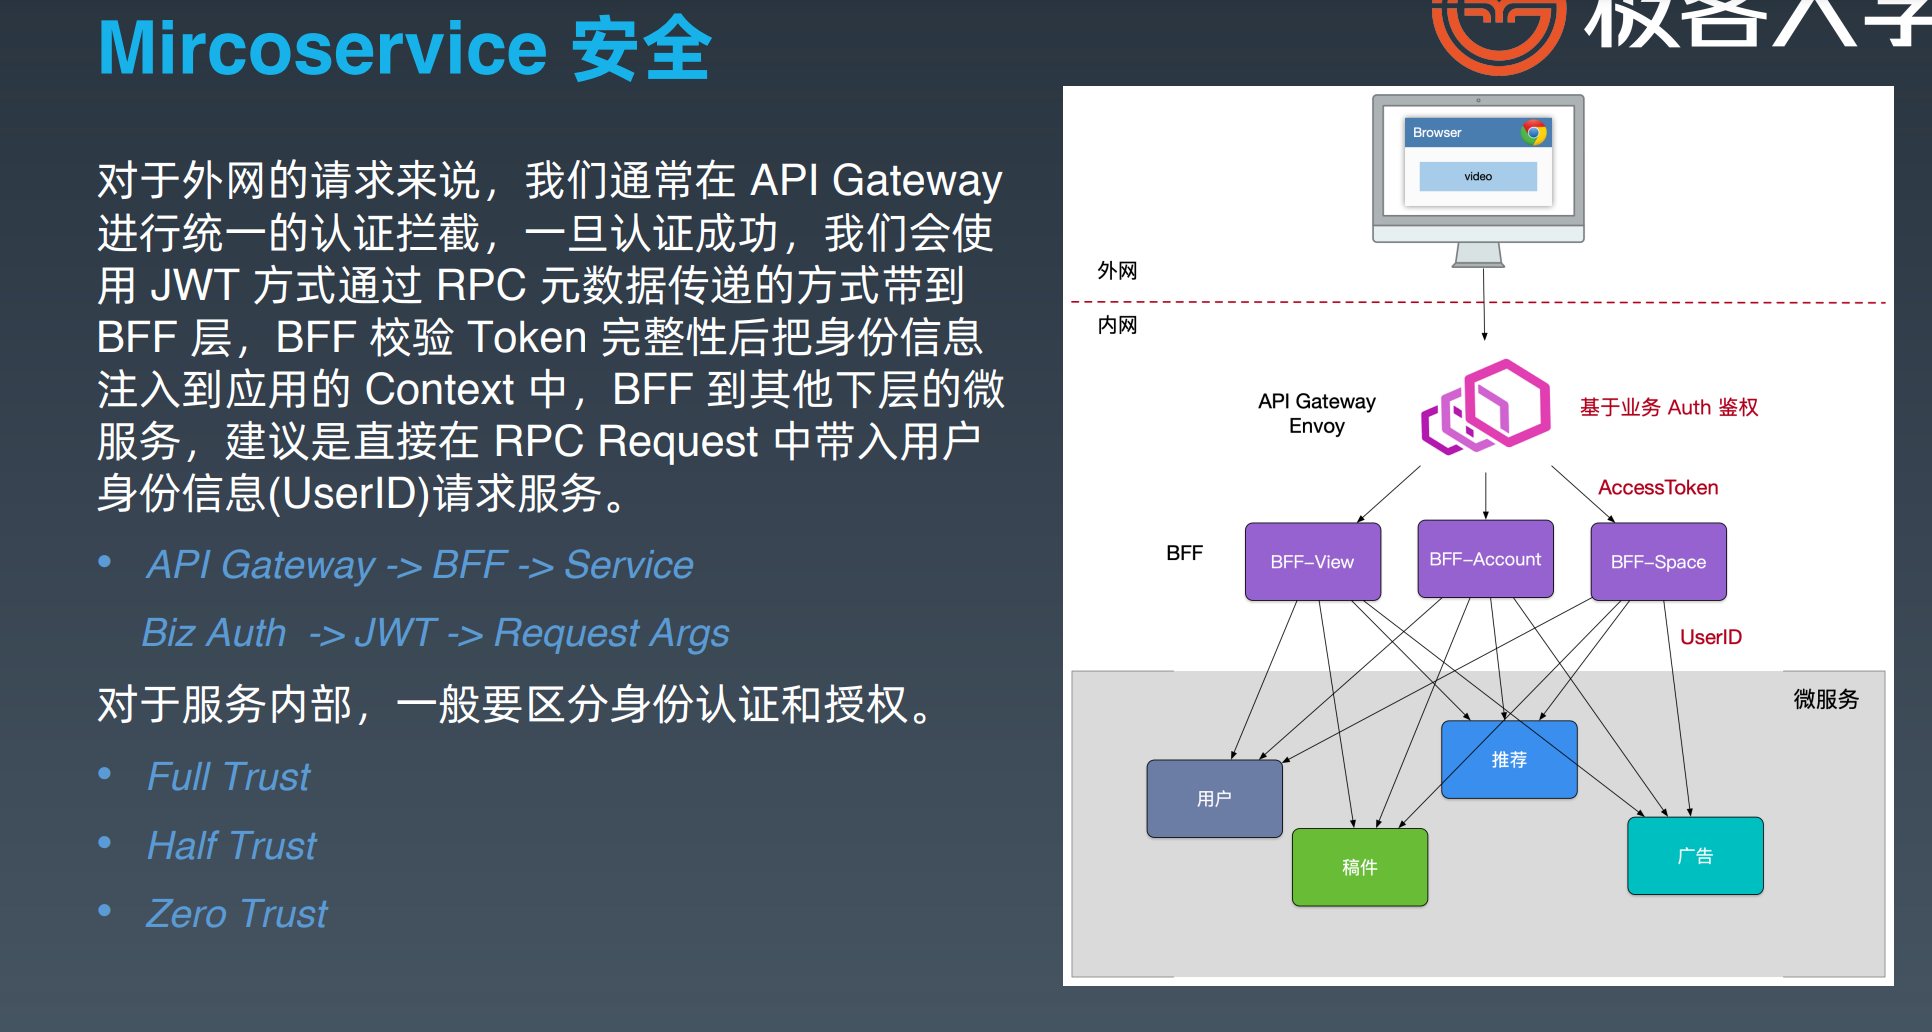 Mircoservice 安全
极客大学
对于外网的请求来说，我们通常在 API Gateway
进行统一的认证拦截，一旦认证成功，我们会使
用 JWT 方式通过 RPC 元数据传递的方式带到
BFF 层，BFF 校验 Token 完整性后把身份信息
注入到应用的 Context 中，BFF 到其他下层的微
服务，建议是直接在 RPC Request 中带入用户
身份信息(UserID)请求服务。
• API Gateway -> BFF -> Service
Biz Auth -> JWT -> Request Args
对于服务内部，一般要区分身份认证和授权。
• Full Trust
• Half Trust
• Zero Trust
Browser
video
外网
内网
API Gateway
Envoy
基于业务 Auth 鉴权
AccessToken
BFF
BFF-View
BFF-Account
BFF-Space
UserID
微服务
推荐
用户
稿件
广告